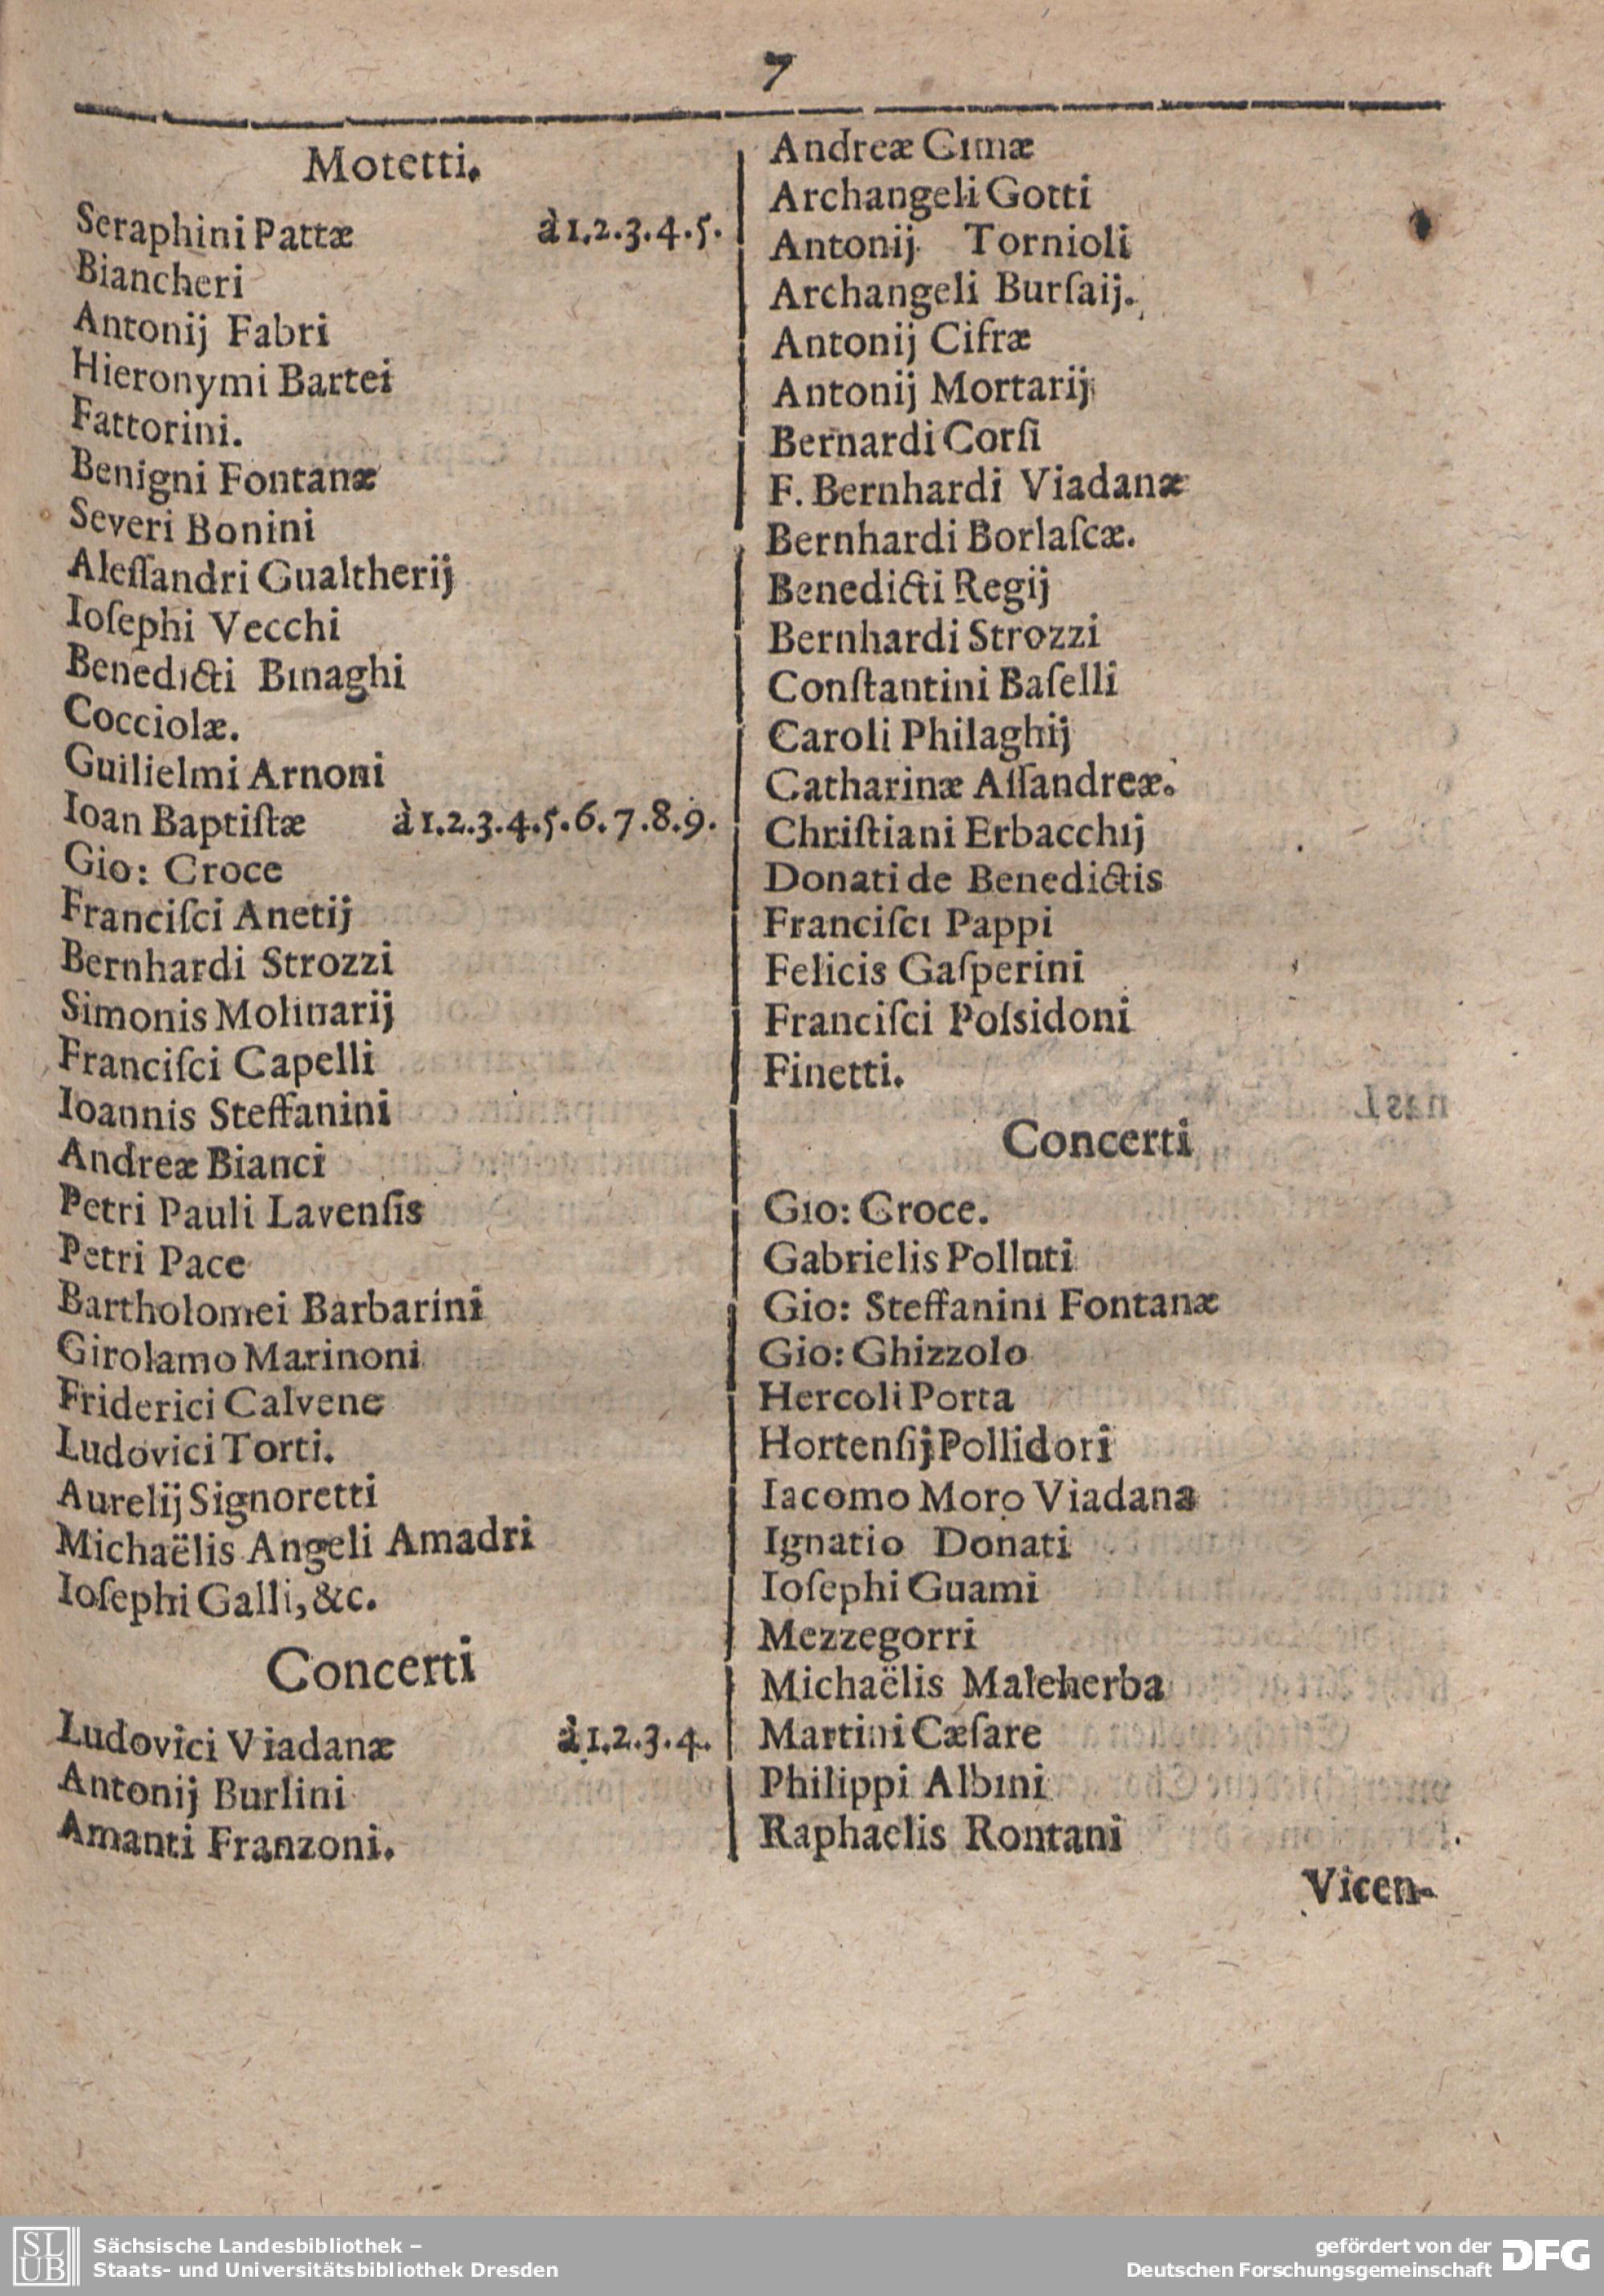 7
Motetti.
Seraphini Pattæ à 1.2.3.4.5.
Biancheri
Antonij Fabri
Hieronymi Bartei
Fattorini.
Benigni Fontanæ
Severi Bonini
Aleſſandri Gualtherij
Ioſephi Vecchi
Benedicti Binaghi
Cocciolæ.
Guilielmi Arnoni
Ioan Baptiſtæ à 1.2.3.4.5.6.7.8.9.
Gio: Croce
Franciſci Anetij
Bernhardi Strozzi
Simonis Molinarij
Franciſci Capelli
Ioannis Steffanini
Andreæ Bianci
Petri Pauli Lavenſis
Petri Pace
Bartholomei Barbarini
Girolamo Marinoni
Friderici Calvene
Ludovici Torti.
Aurelij Signoretti
Michaëlis Angeli Amadri
Ioſephi Galli, &c.
Concerti
Ludovici Viadanæ à 1.2.3.4.
Antonij Burlini
Amanti Franzoni.
Andreæ Cimæ
Archangeli Gotti
Antonij Tornioli
Archangeli Burſaij.
Antonij Cifræ
Antonij Mortarij
Bernardi Corſi
F. Bernhardi Viadanæ
Bernhardi Borlaſcæ.
Benedicti Regij
Bernhardi Strozzi
Conſtantini Baſelli
Caroli Philaghij
Catharinæ Aſſandreæ.
Chriſtiani Erbacchij
Donati de Benedictis
Franciſci Pappi
Felicis Gaſperini
Franciſci Poſsidoni
Finetti.
Concerti
Gio: Croce.
Gabrielis Polluti
Gio: Steffanini Fontanæ
Gio: Ghizzolo
Hercoli Porta
Hortenſij Pollidori
Iacomo Moro Viadana
Ignatio Donati
Ioſephi Guami
Mezzegorri
Michaëlis Maleherba
Martini Cæſare
Philippi Albini
Raphaelis Rontani
Vicen-
SLUB
Sächsische Landesbibliothek –
Staats- und Universitätsbibliothek Dresden
gefördert von der
Deutschen Forschungsgemeinschaft
DFG